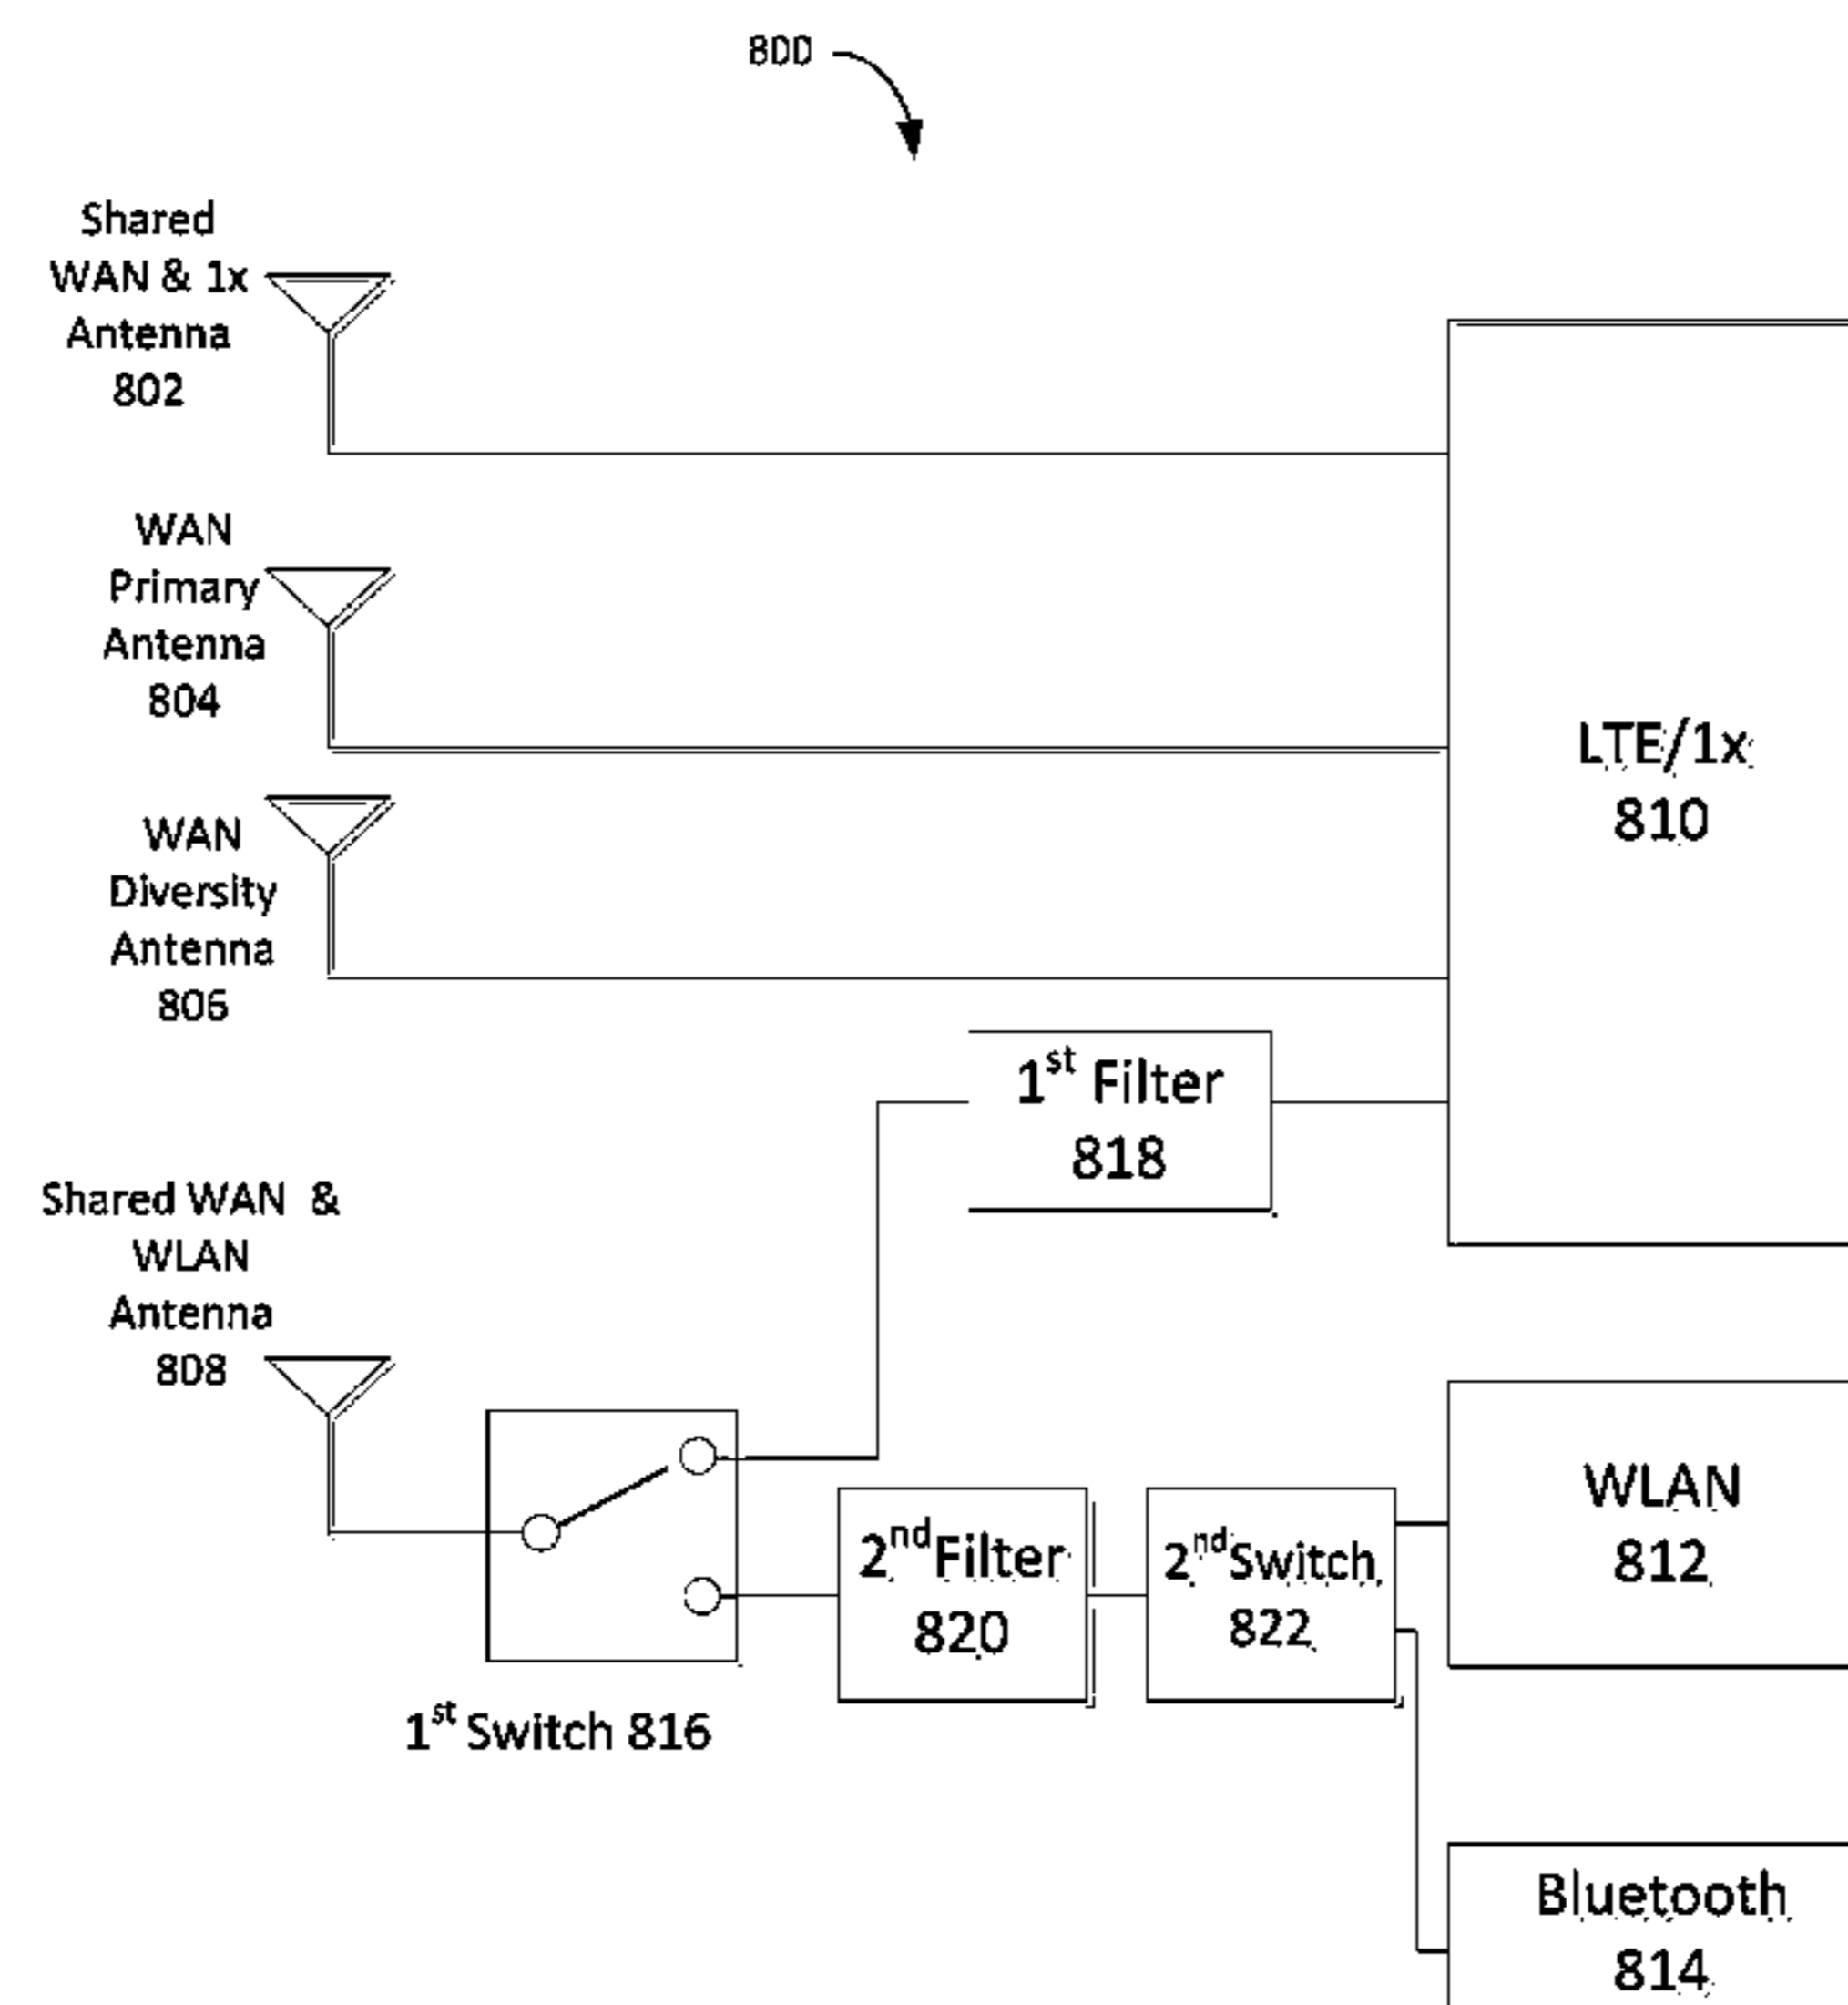 800
Shared
WAN & 1x
Antenna
802
WAN
Primary
Antenna
804
WAN
Diversity
Antenna
806
LTE/1x
810
1st Filter
818
Shared WAN &
WLAN
Antenna
808
2nd Filter
820
2nd Switch
822
WLAN
812
1st Switch 816
Bluetooth
814